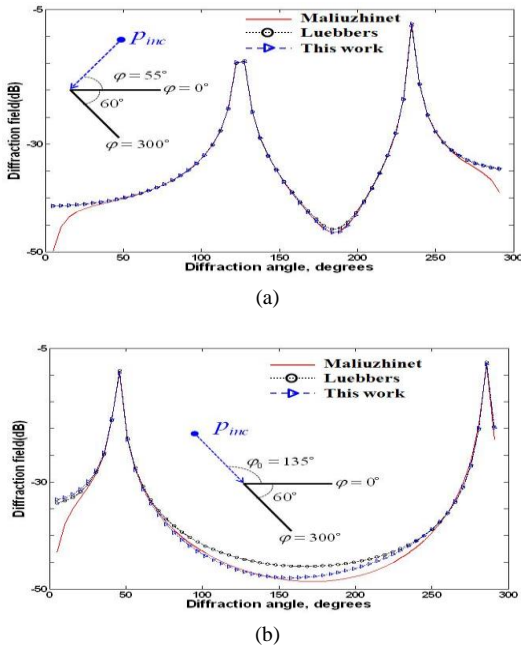 -5
Maliuzhinet
Luebbers
This work
p_inc
φ=55°
φ=0°
60°
φ=300°
Diffraction field(dB)
-30
-50
0 50 100 150 200 250 300
Diffraction angle, degrees
(a)
-5
Maliuzhinet
Luebbers
This work
p_inc
φ₀=135°
φ=0°
60°
φ=300°
Diffraction field(dB)
-30
-50
0 50 100 150 200 250 300
Diffraction angle, degrees
(b)